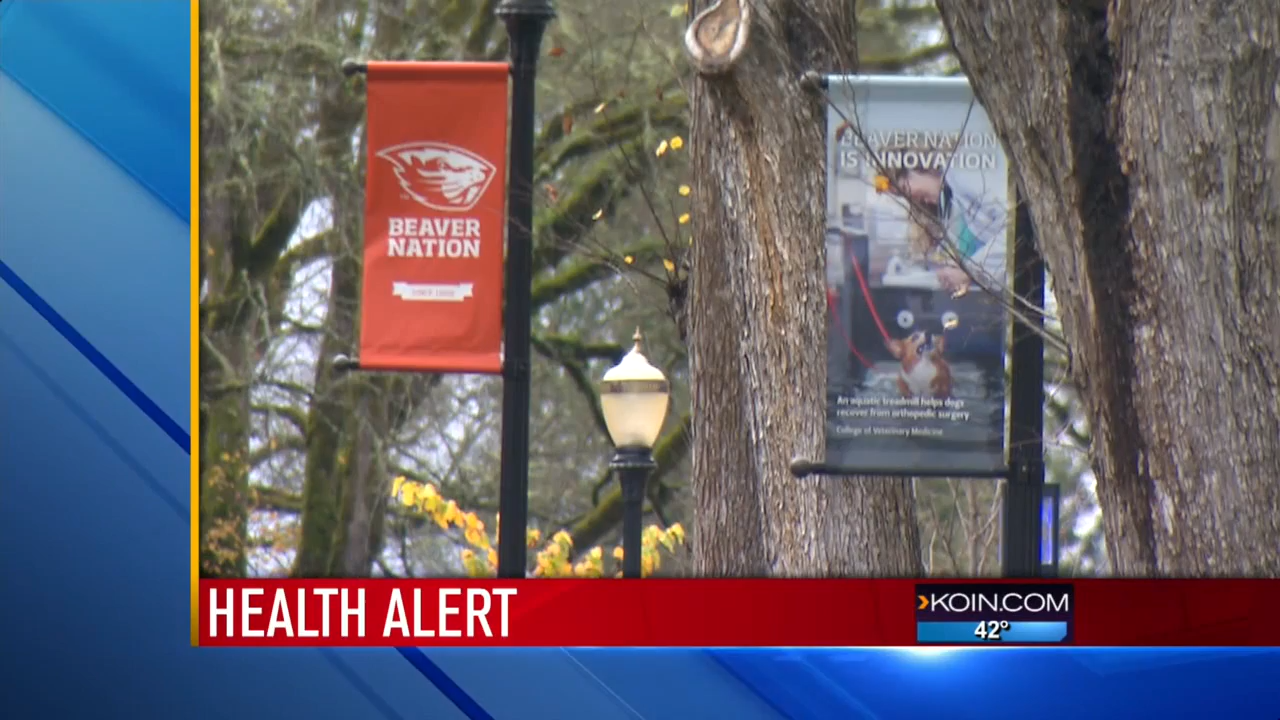 BEAVER
NATION
BEAVER NATION
IS INNOVATION
An aquatic treadmill helps dogs
recover from orthopedic surgery
College of Veterinary Medicine
HEALTH ALERT
KOIN.COM
42°